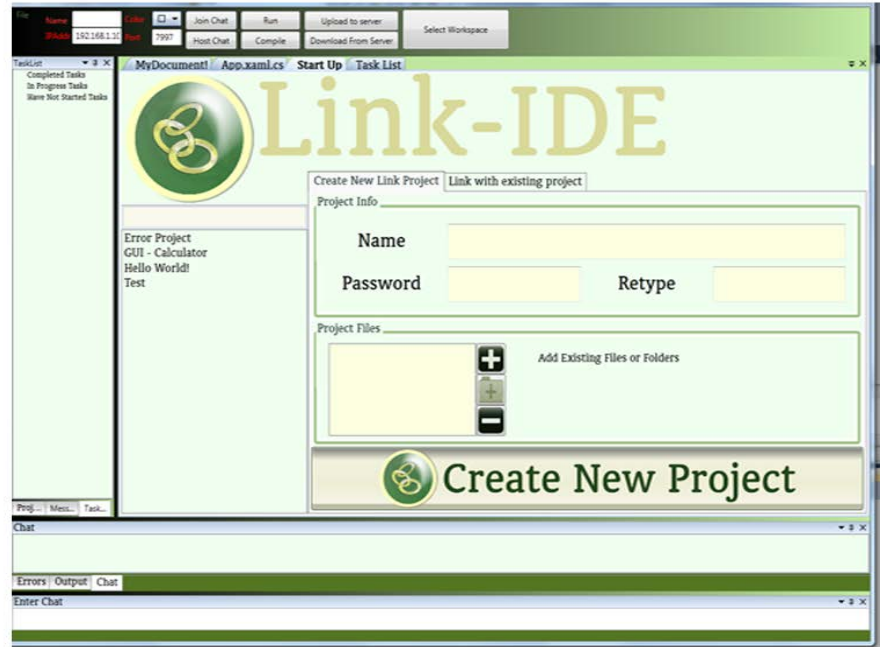 File Name Color Join Chat Run Upload to server Select Workspace
IPAddr 192.168.1.10 Port 7997 Host Chat Compile Download From Server
TaskList
Completed Tasks
In Progress Tasks
Have Not Started Tasks
MyDocument! App.xaml.cs Start Up Task List
Link-IDE
Create New Link Project Link with existing project
Project Info
Name
Password Retype
Error Project
GUI - Calculator
Hello World!
Test
Project Files
Add Existing Files or Folders
Create New Project
Proj... Mess... Task...
Chat
Errors Output Chat
Enter Chat